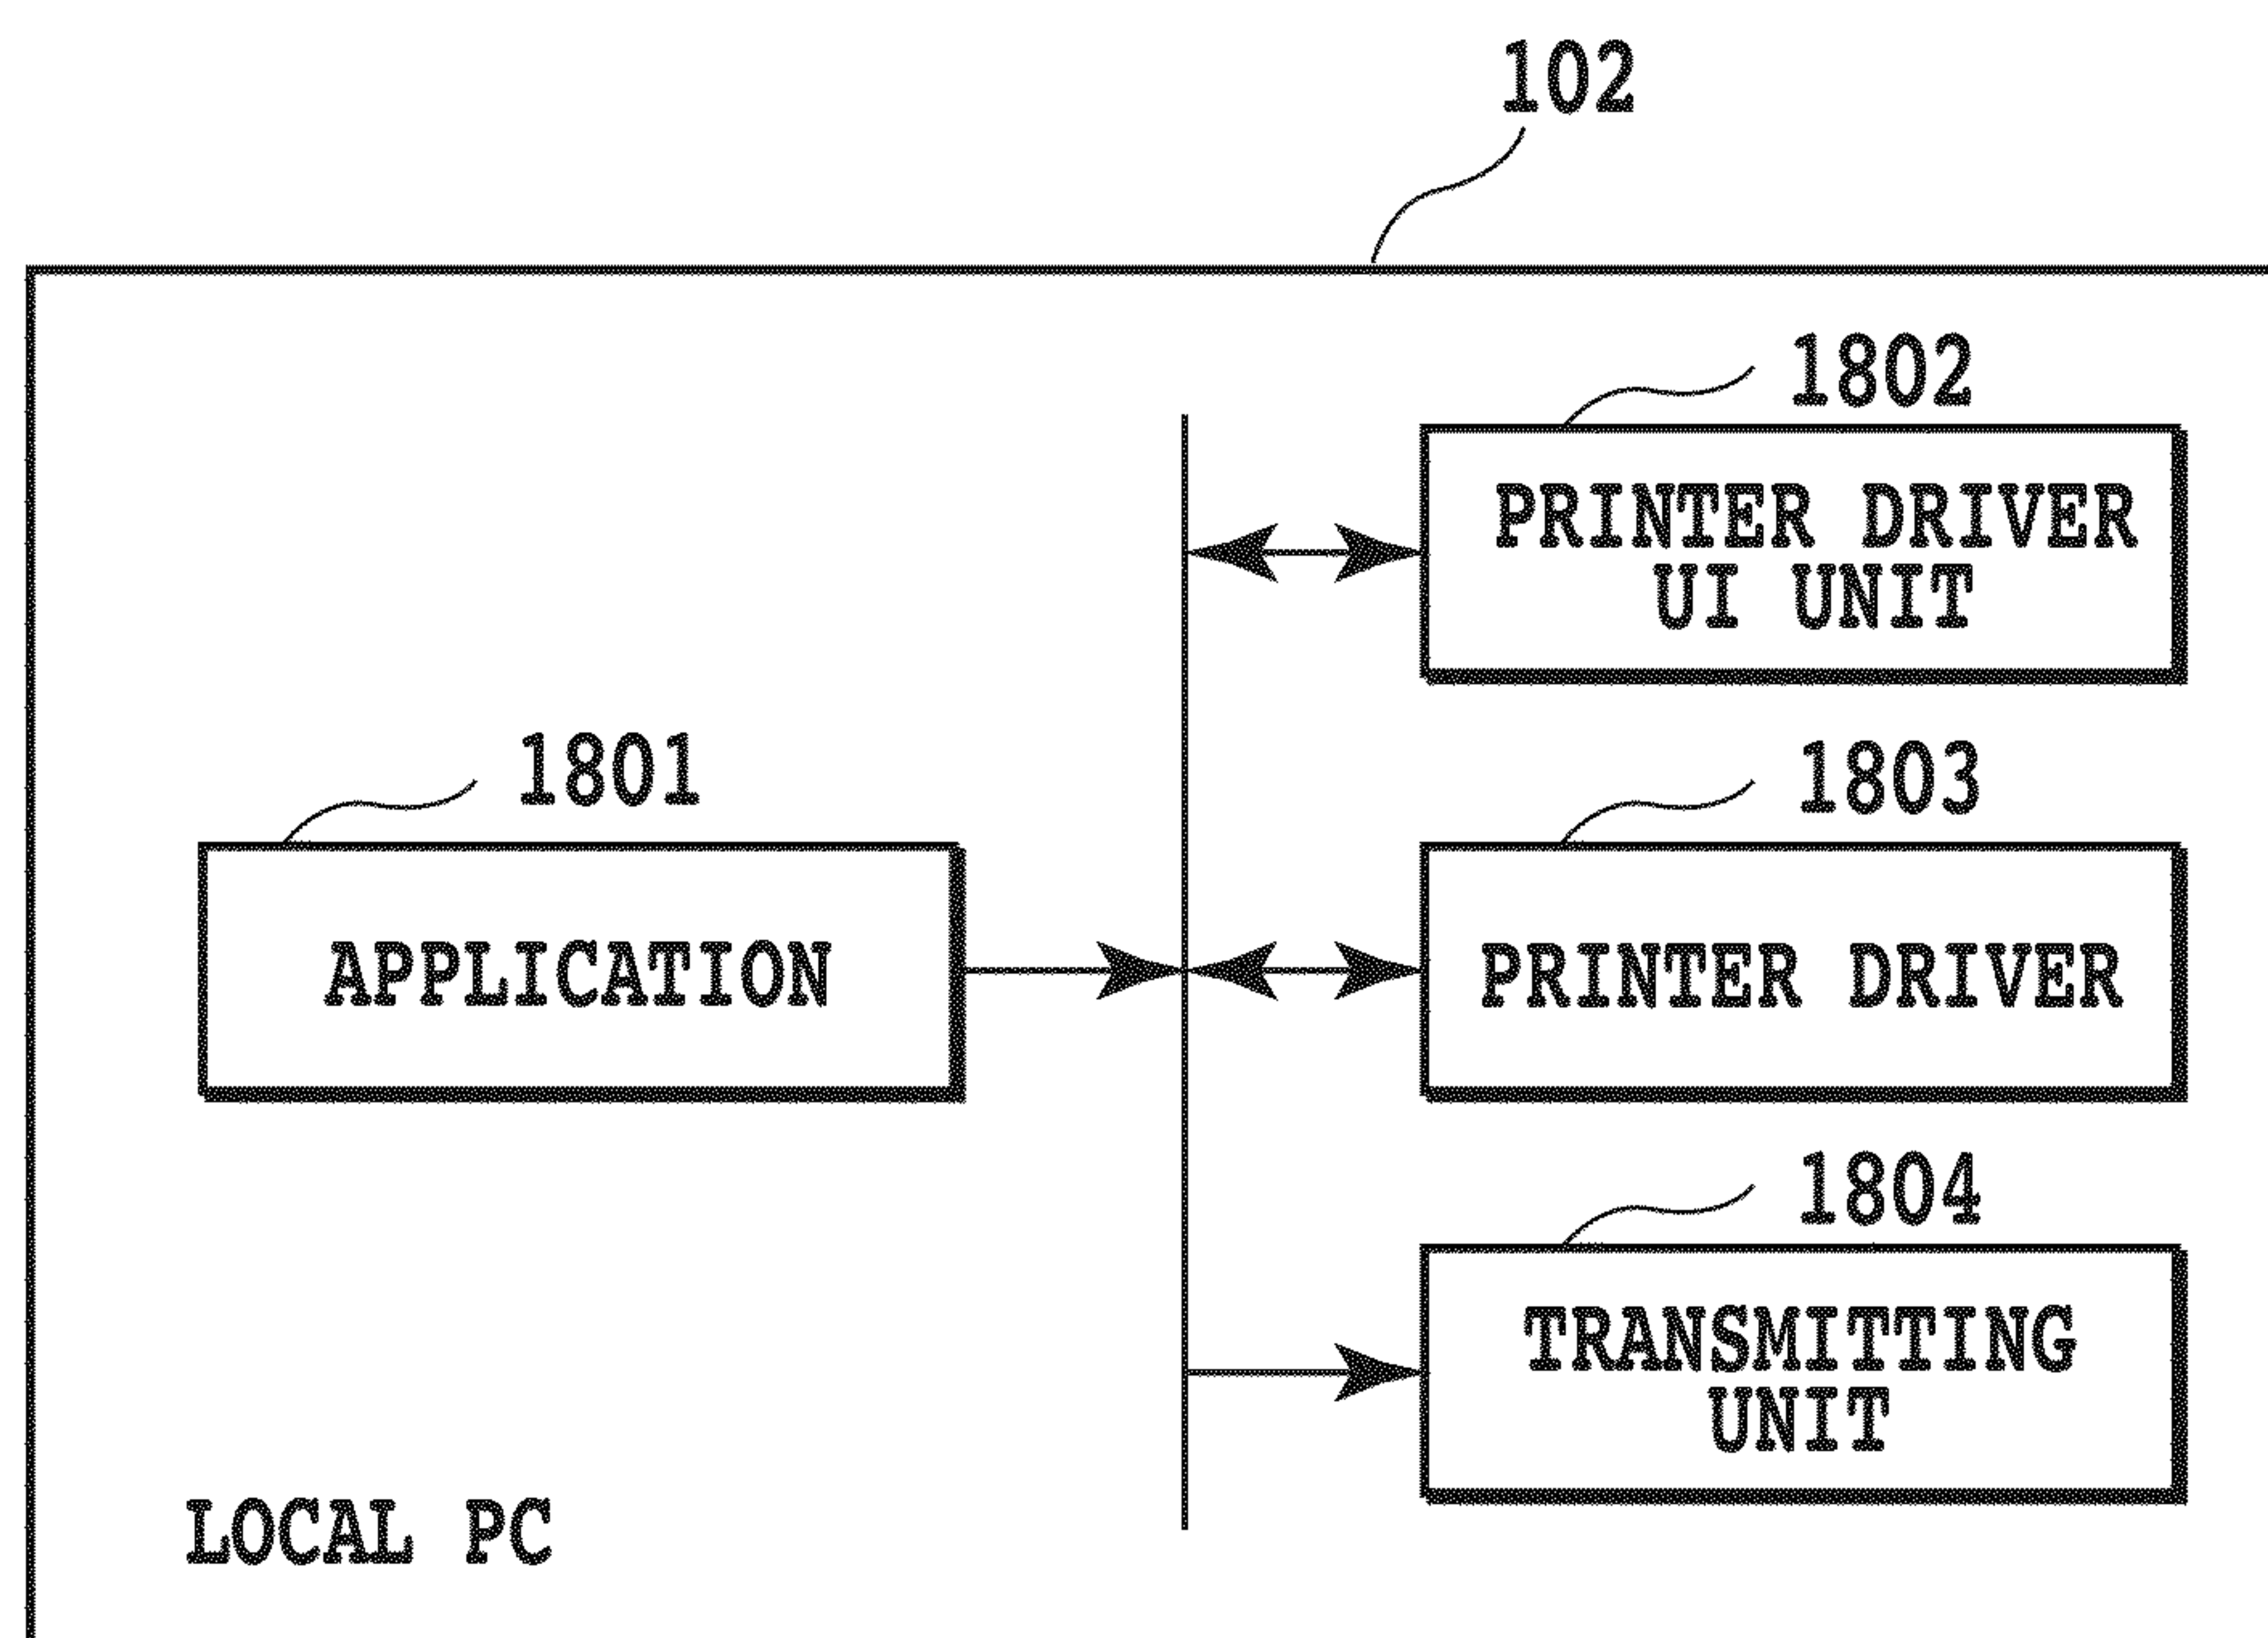 102
1802
PRINTER DRIVER
UI UNIT
1801
APPLICATION
1803
PRINTER DRIVER
1804
TRANSMITTING
UNIT
LOCAL PC